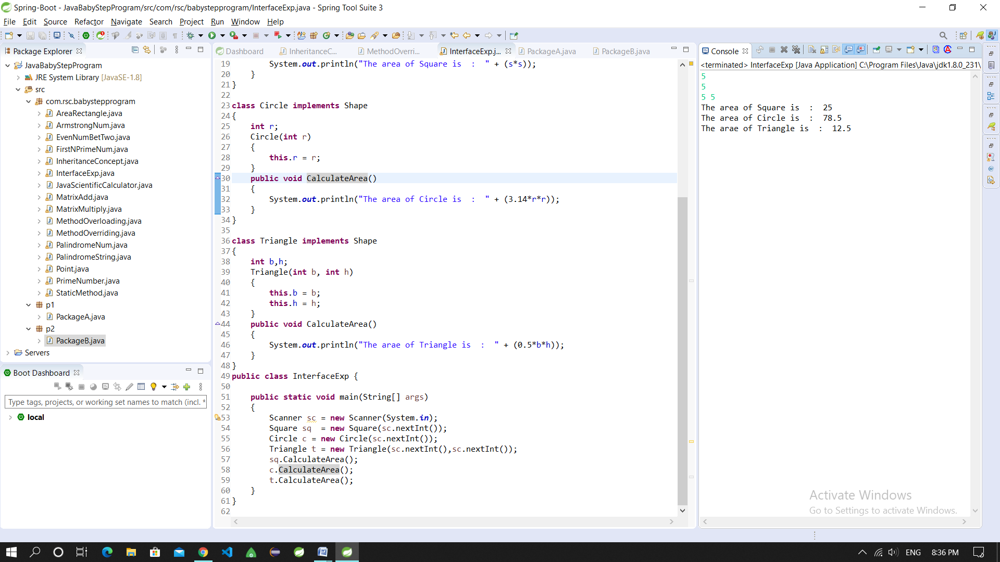 Spring-Boot - JavaBabyStepProgram/src/com/rsc/babystepprogram/InterfaceExp.java - Spring Tool Suite 3
File Edit Source Refactor Navigate Search Project Run Window Help
Package Explorer
JavaBabyStepProgram
JRE System Library [JavaSE-1.8]
src
com.rsc.babystepprogram
AreaRectangle.java
ArmstrongNum.java
EvenNumBetTwo.java
FirstNPrimeNum.java
InheritanceConcept.java
InterfaceExp.java
JavaScientificCalculator.java
MatrixAdd.java
MatrixMultiply.java
MethodOverloading.java
MethodOverriding.java
PalindromeNum.java
PalindromeString.java
Point.java
PrimeNumber.java
StaticMethod.java
p1
PackageA.java
p2
PackageB.java
Servers
Boot Dashboard
Type tags, projects, or working set names to match (incl. *
local
Dashboard InheritanceC... MethodOverri... InterfaceExp.j... PackageA.java PackageB.java
19 System.out.println("The area of Square is  :  " + (s*s));
20 }
21 }
22
23 class Circle implements Shape
24 {
25 int r;
26 Circle(int r)
27 {
28 this.r = r;
29 }
30 public void CalculateArea()
31 {
32 System.out.println("The area of Circle is  :  " + (3.14*r*r));
33 }
34 }
35
36 class Triangle implements Shape
37 {
38 int b,h;
39 Triangle(int b, int h)
40 {
41 this.b = b;
42 this.h = h;
43 }
44 public void CalculateArea()
45 {
46 System.out.println("The arae of Triangle is  :  " + (0.5*b*h));
47 }
48 }
49 public class InterfaceExp {
50
51 public static void main(String[] args)
52 {
53 Scanner sc = new Scanner(System.in);
54 Square sq  = new Square(sc.nextInt());
55 Circle c = new Circle(sc.nextInt());
56 Triangle t = new Triangle(sc.nextInt(),sc.nextInt());
57 sq.CalculateArea();
58 c.CalculateArea();
59 t.CalculateArea();
60 }
61 }
62
Console
<terminated> InterfaceExp [Java Application] C:\Program Files\Java\jdk1.8.0_231\
5
5
5 5
The area of Square is  :  25
The area of Circle is  :  78.5
The arae of Triangle is  :  12.5
Activate Windows
Go to Settings to activate Windows.
ENG 8:36 PM